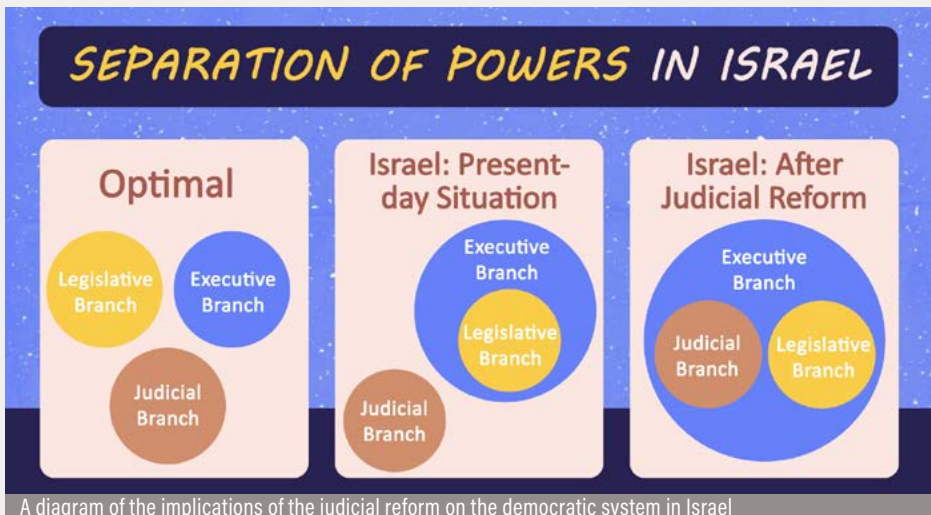 SEPARATION OF POWERS IN ISRAEL
Optimal
Legislative
Branch
Executive
Branch
Judicial
Branch
Israel: Present-
day Situation
Executive
Branch
Legislative
Branch
Judicial
Branch
Israel: After
Judicial Reform
Executive
Branch
Judicial
Branch
Legislative
Branch
A diagram of the implications of the judicial reform on the democratic system in Israel